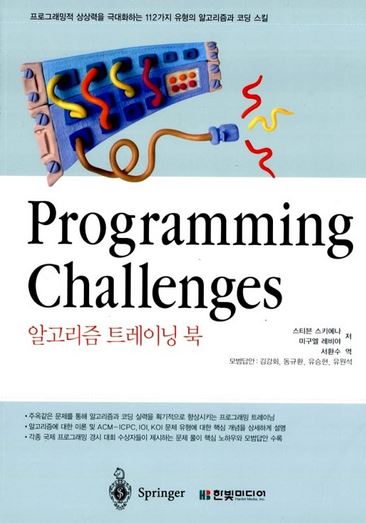 프로그래밍적 상상력을 극대화하는 112가지 유형의 알고리즘과 코딩 스킬
Programming
Challenges
알고리즘 트레이닝 북
스티븐 스키에나
미구엘 레비야 저
서환수 역
모범답안 : 김강회, 동규환, 유승현, 유원석
• 주옥같은 문제를 통해 알고리즘과 코딩 실력을 획기적으로 향상시키는 프로그래밍 트레이닝
• 알고리즘에 대한 이론 및 ACM-ICPC, IOI, KOI 문제 유형에 대한 핵심 개념을 상세하게 설명
• 각종 국제 프로그래밍 경시 대회 수상자들이 제시하는 문제 풀이 핵심 노하우와 모범답안 수록
Springer
HB 한빛미디어
Hanbit Media, Inc.